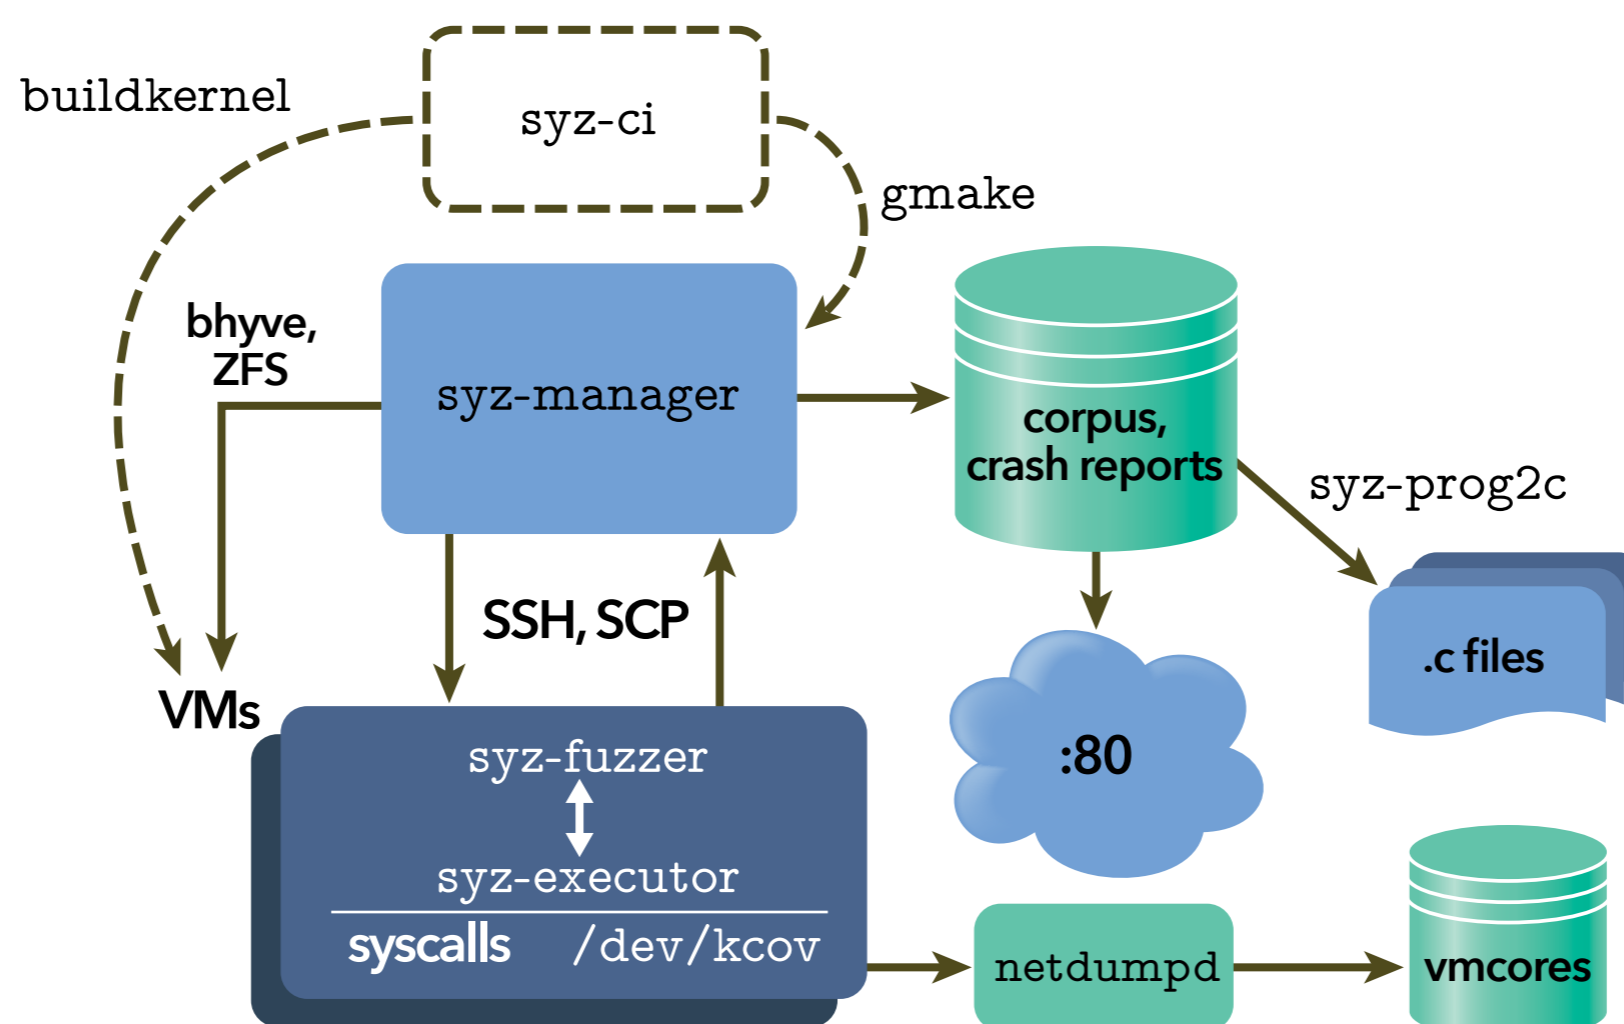 buildkernel
syz-ci
gmake
bhyve,
ZFS
syz-manager
corpus,
crash reports
syz-prog2c
SSH, SCP
.c files
VMs
syz-fuzzer
:80
syz-executor
syscalls /dev/kcov
netdumpd
vmcores